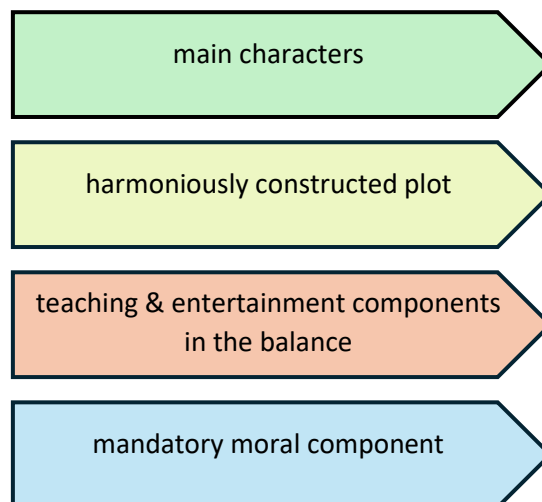 main characters
harmoniously constructed plot
teaching & entertainment components
in the balance
mandatory moral component